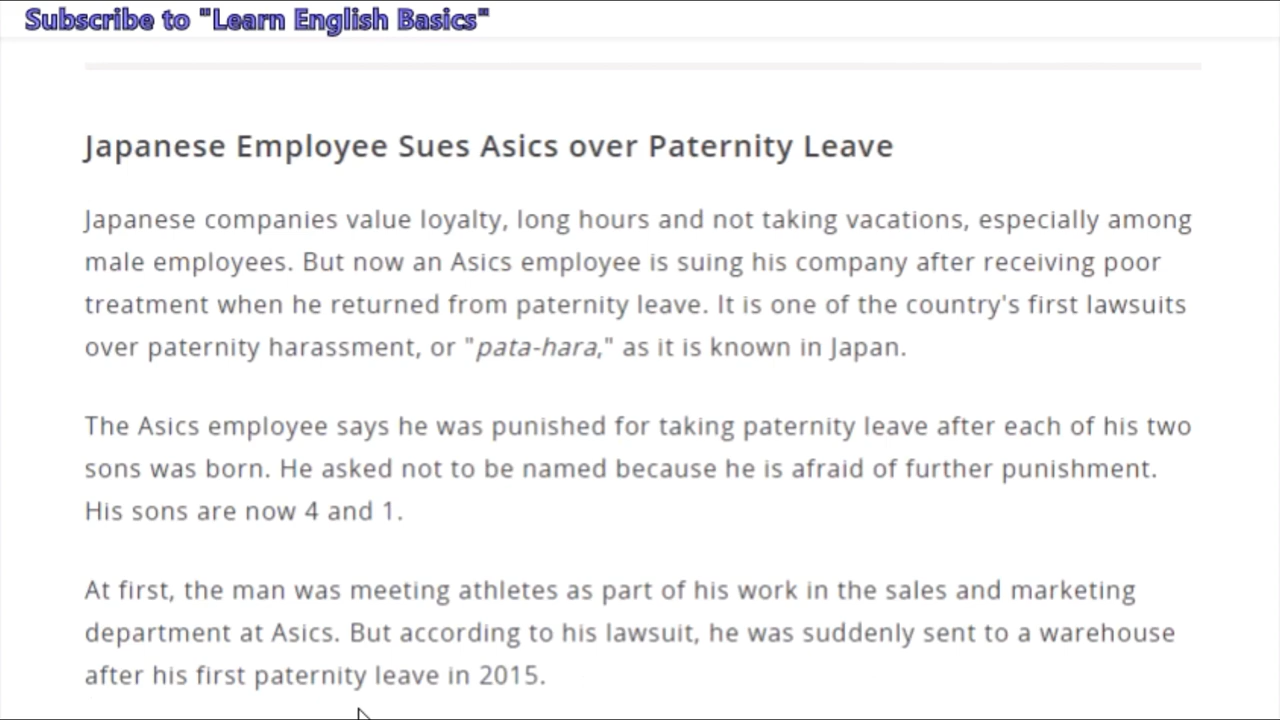 Subscribe to "Learn English Basics"
Japanese Employee Sues Asics over Paternity Leave
Japanese companies value loyalty, long hours and not taking vacations, especially among
male employees. But now an Asics employee is suing his company after receiving poor
treatment when he returned from paternity leave. It is one of the country's first lawsuits
over paternity harassment, or "pata-hara," as it is known in Japan.
The Asics employee says he was punished for taking paternity leave after each of his two
sons was born. He asked not to be named because he is afraid of further punishment.
His sons are now 4 and 1.
At first, the man was meeting athletes as part of his work in the sales and marketing
department at Asics. But according to his lawsuit, he was suddenly sent to a warehouse
after his first paternity leave in 2015.